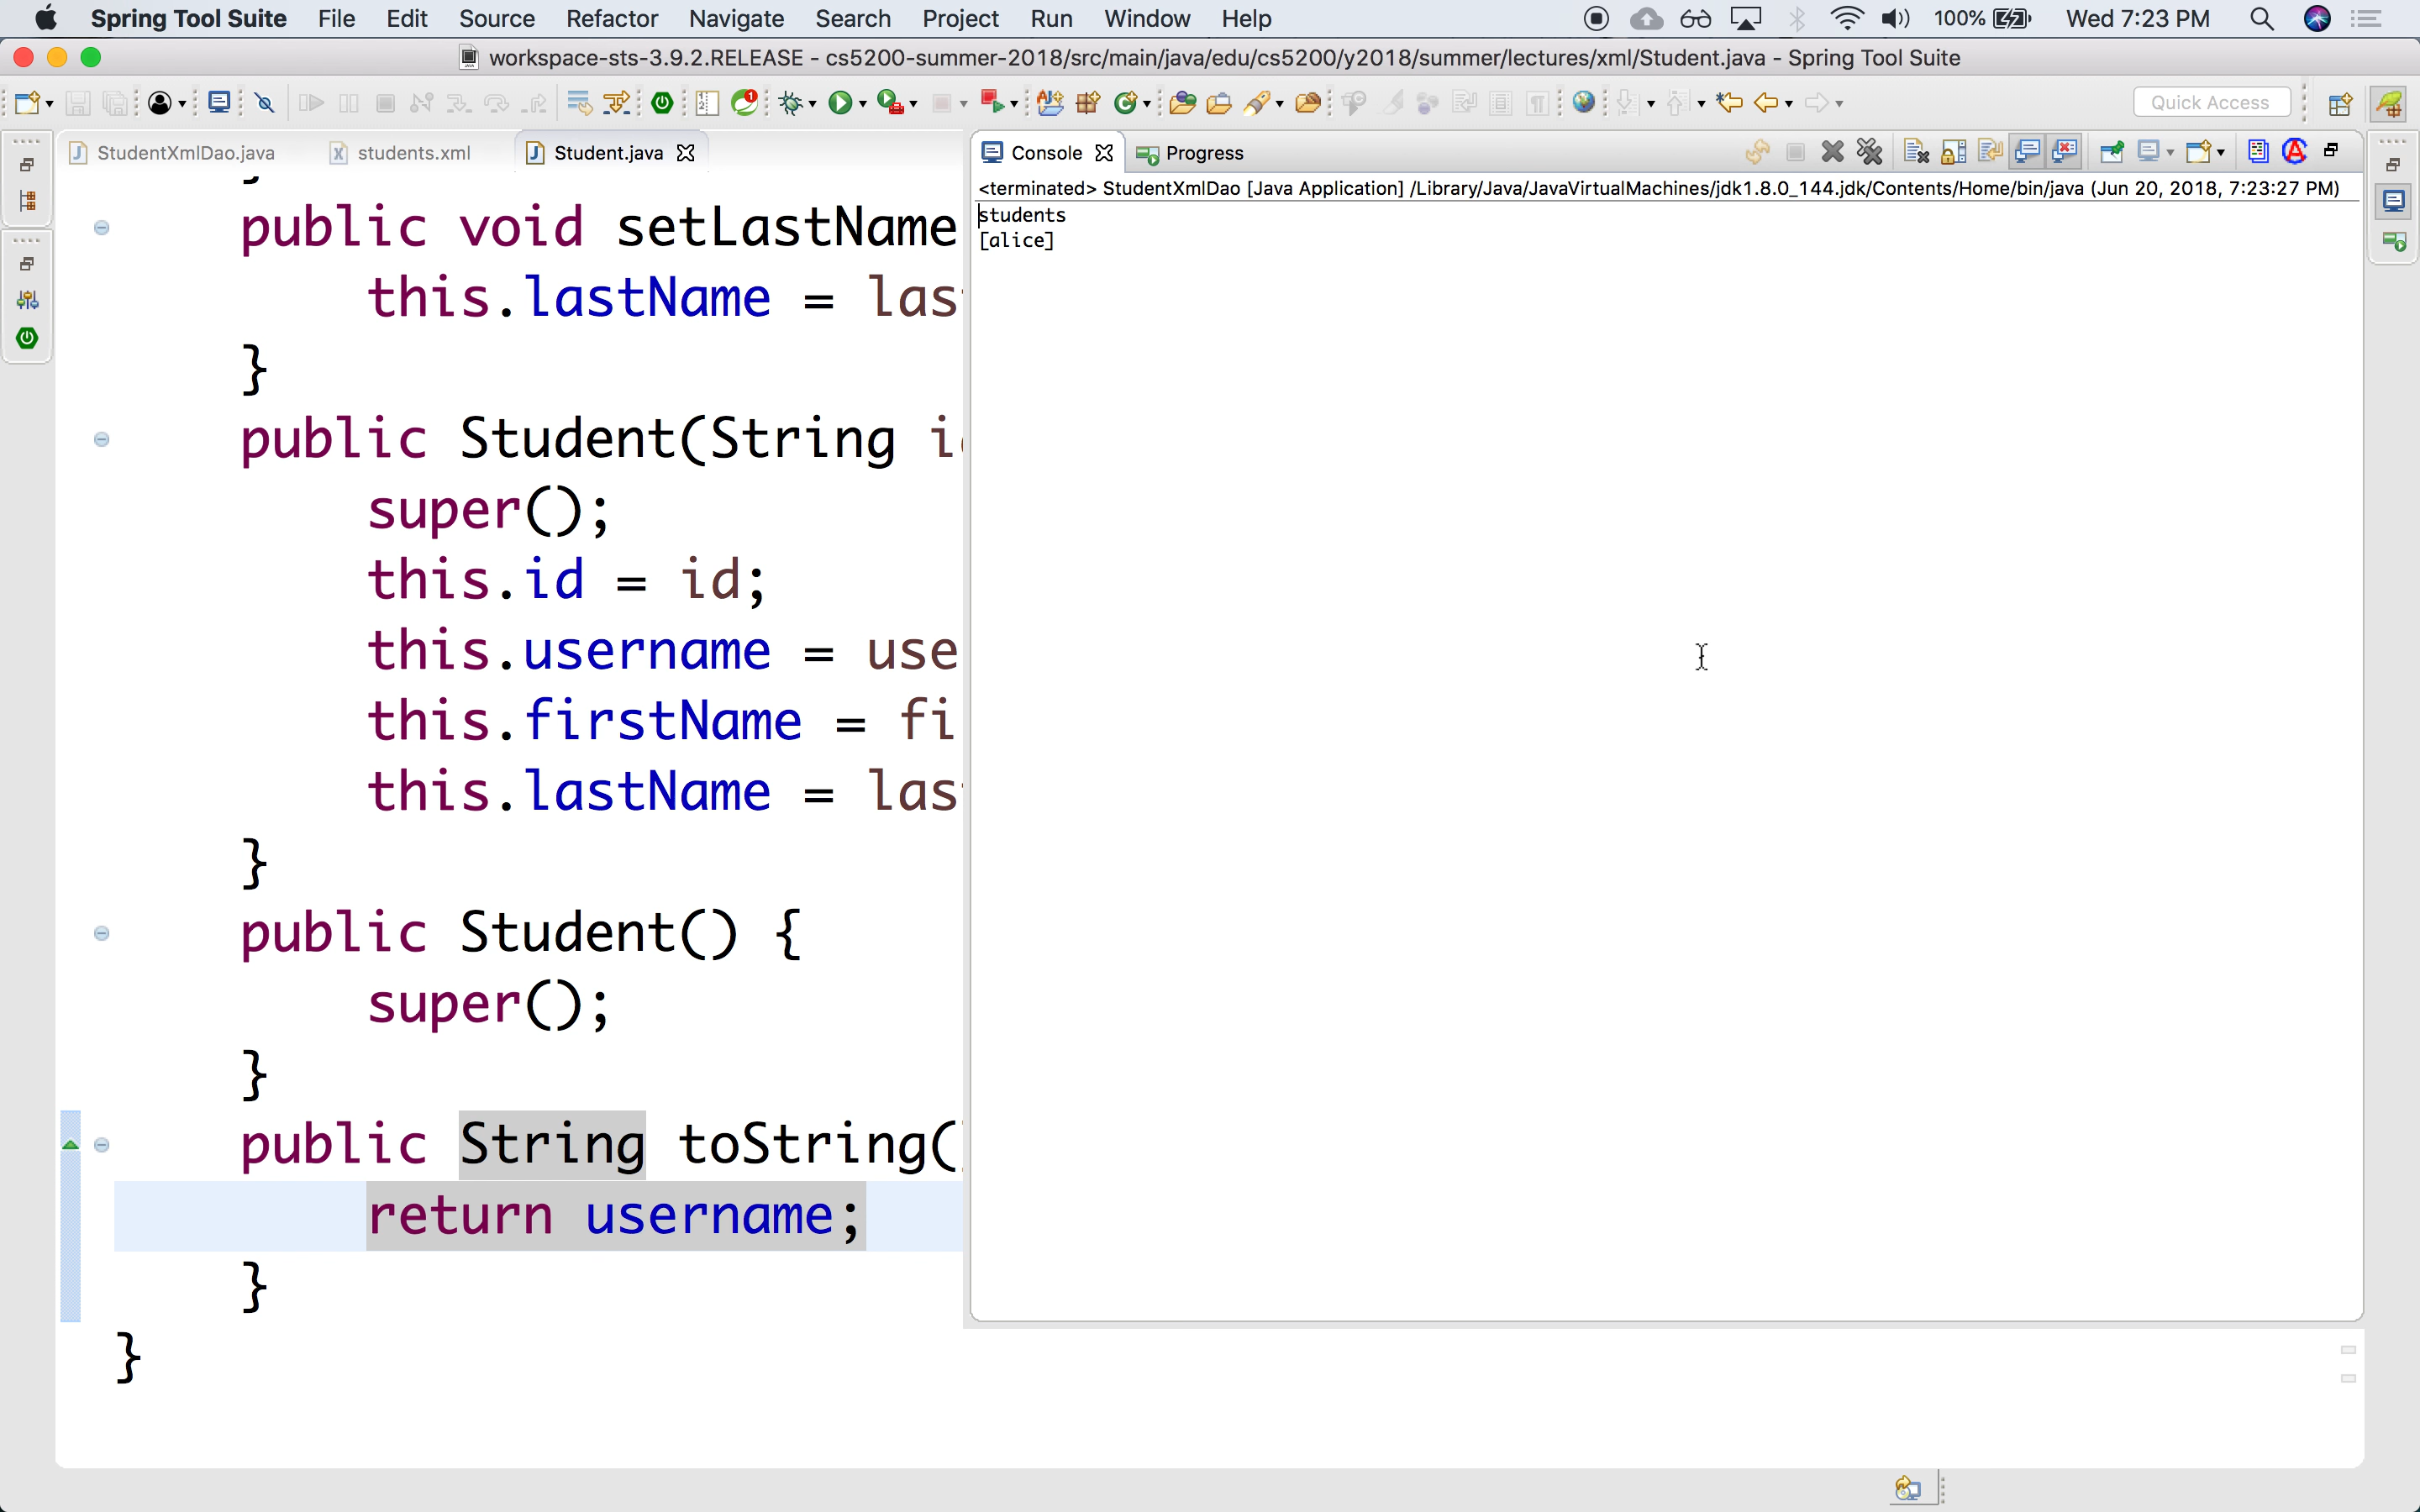 Spring Tool Suite File Edit Source Refactor Navigate Search Project Run Window Help 100% Wed 7:23 PM
workspace-sts-3.9.2.RELEASE - cs5200-summer-2018/src/main/java/edu/cs5200/y2018/summer/lectures/xml/Student.java - Spring Tool Suite
Quick Access
StudentXmlDao.java students.xml Student.java
Console Progress
<terminated> StudentXmlDao [Java Application] /Library/Java/JavaVirtualMachines/jdk1.8.0_144.jdk/Contents/Home/bin/java (Jun 20, 2018, 7:23:27 PM)
students
[alice]
}
public void setLastName
this.lastName = las
}
public Student(String i
super();
this.id = id;
this.username = use
this.firstName = fi
this.lastName = las
}
public Student() {
super();
}
public String toString(
return username;
}
}